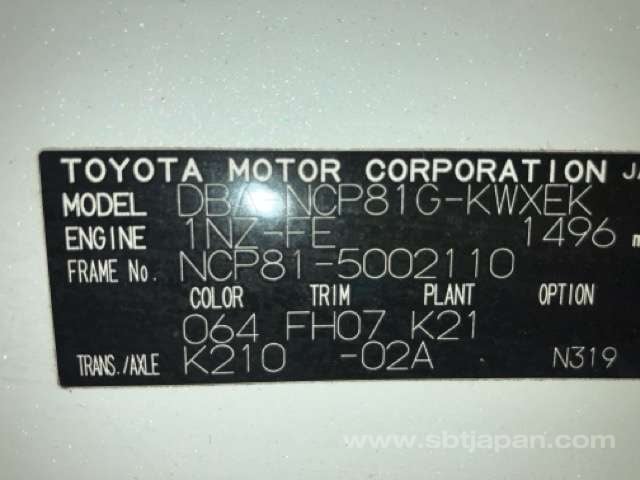 TOYOTA MOTOR CORPORATION JA
MODEL DBA-NCP81G-KWXEK
ENGINE 1NZ-FE 1496 m
FRAME No. NCP81-5002110
COLOR TRIM PLANT OPTION
064 FH07 K21
TRANS./AXLE K210 -02A N319
www.sbtjapan.com